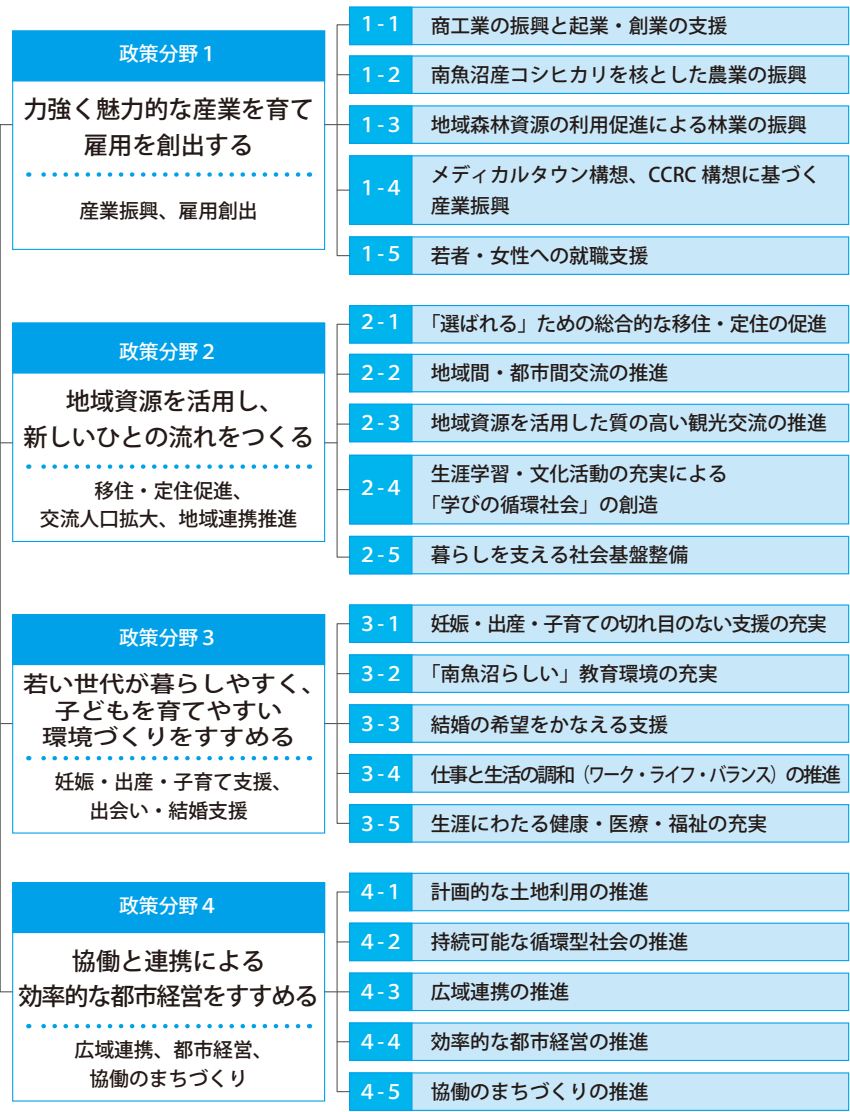 政策分野 1
力強く魅力的な産業を育て
雇用を創出する
産業振興、雇用創出
1-1 商工業の振興と起業・創業の支援
1-2 南魚沼産コシヒカリを核とした農業の振興
1-3 地域森林資源の利用促進による林業の振興
1-4 メディカルタウン構想、CCRC 構想に基づく
産業振興
1-5 若者・女性への就職支援
政策分野 2
地域資源を活用し、
新しいひとの流れをつくる
移住・定住促進、
交流人口拡大、地域連携推進
2-1 「選ばれる」ための総合的な移住・定住の促進
2-2 地域間・都市間交流の推進
2-3 地域資源を活用した質の高い観光交流の推進
2-4 生涯学習・文化活動の充実による
「学びの循環社会」の創造
2-5 暮らしを支える社会基盤整備
政策分野 3
若い世代が暮らしやすく、
子どもを育てやすい
環境づくりをすすめる
妊娠・出産・子育て支援、
出会い・結婚支援
3-1 妊娠・出産・子育ての切れ目のない支援の充実
3-2 「南魚沼らしい」教育環境の充実
3-3 結婚の希望をかなえる支援
3-4 仕事と生活の調和（ワーク・ライフ・バランス）の推進
3-5 生涯にわたる健康・医療・福祉の充実
政策分野 4
協働と連携による
効率的な都市経営をすすめる
広域連携、都市経営、
協働のまちづくり
4-1 計画的な土地利用の推進
4-2 持続可能な循環型社会の推進
4-3 広域連携の推進
4-4 効率的な都市経営の推進
4-5 協働のまちづくりの推進